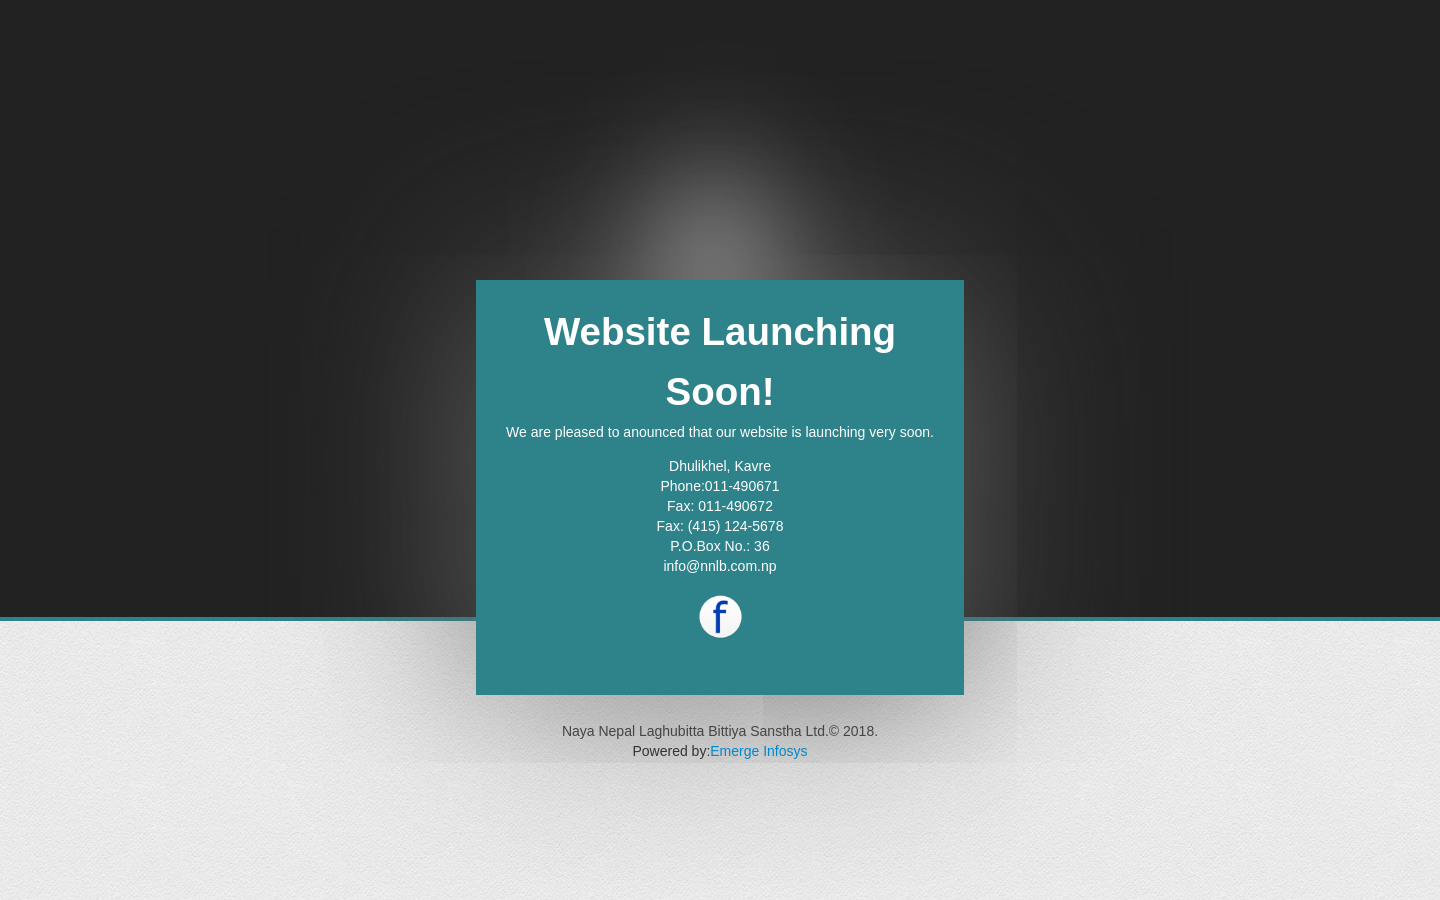 Website Launching
Soon!
We are pleased to anounced that our website is launching very soon.
Dhulikhel, Kavre
Phone:011-490671
Fax: 011-490672
Fax: (415) 124-5678
P.O.Box No.: 36
info@nnlb.com.np
f
Naya Nepal Laghubitta Bittiya Sanstha Ltd.© 2018.
Powered by:Emerge Infosys